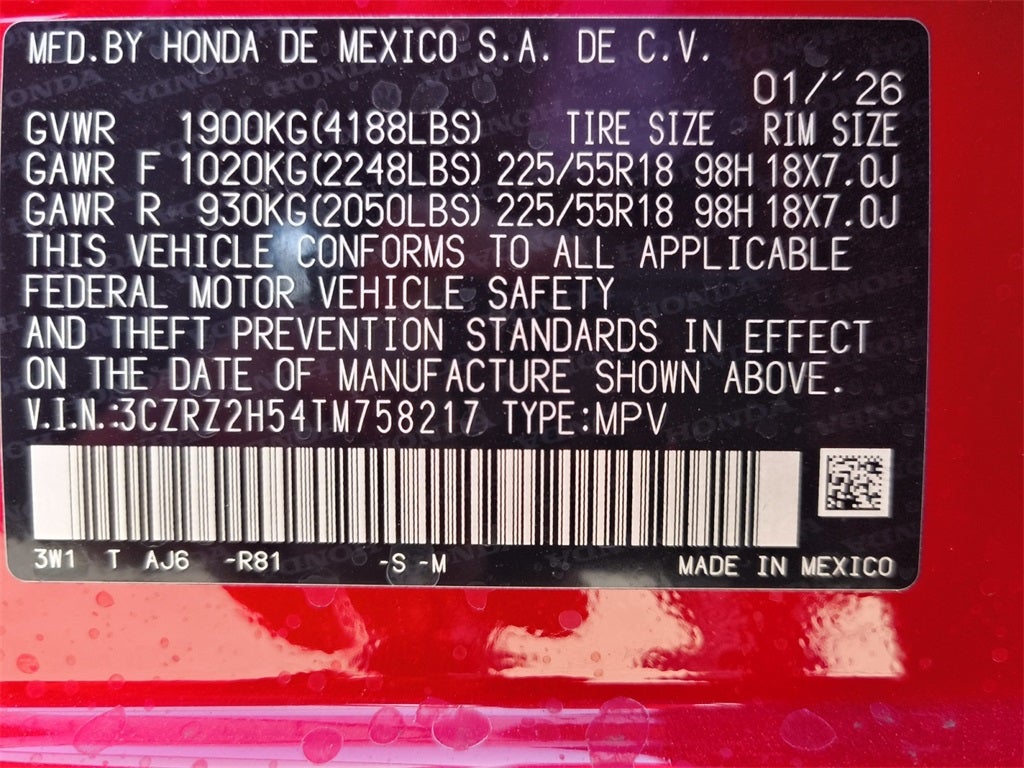 MFD.BY HONDA DE MEXICO S.A. DE C.V.
01/´26
GVWR 1900KG(4188LBS) TIRE SIZE RIM SIZE
GAWR F 1020KG(2248LBS) 225/55R18 98H 18X7.0J
GAWR R 930KG(2050LBS) 225/55R18 98H 18X7.0J
THIS VEHICLE CONFORMS TO ALL APPLICABLE
FEDERAL MOTOR VEHICLE SAFETY
AND THEFT PREVENTION STANDARDS IN EFFECT
ON THE DATE OF MANUFACTURE SHOWN ABOVE.
V.I.N.:3CZRZ2H54TM758217 TYPE:MPV
3W1 T AJ6 -R81 -S -M MADE IN MEXICO